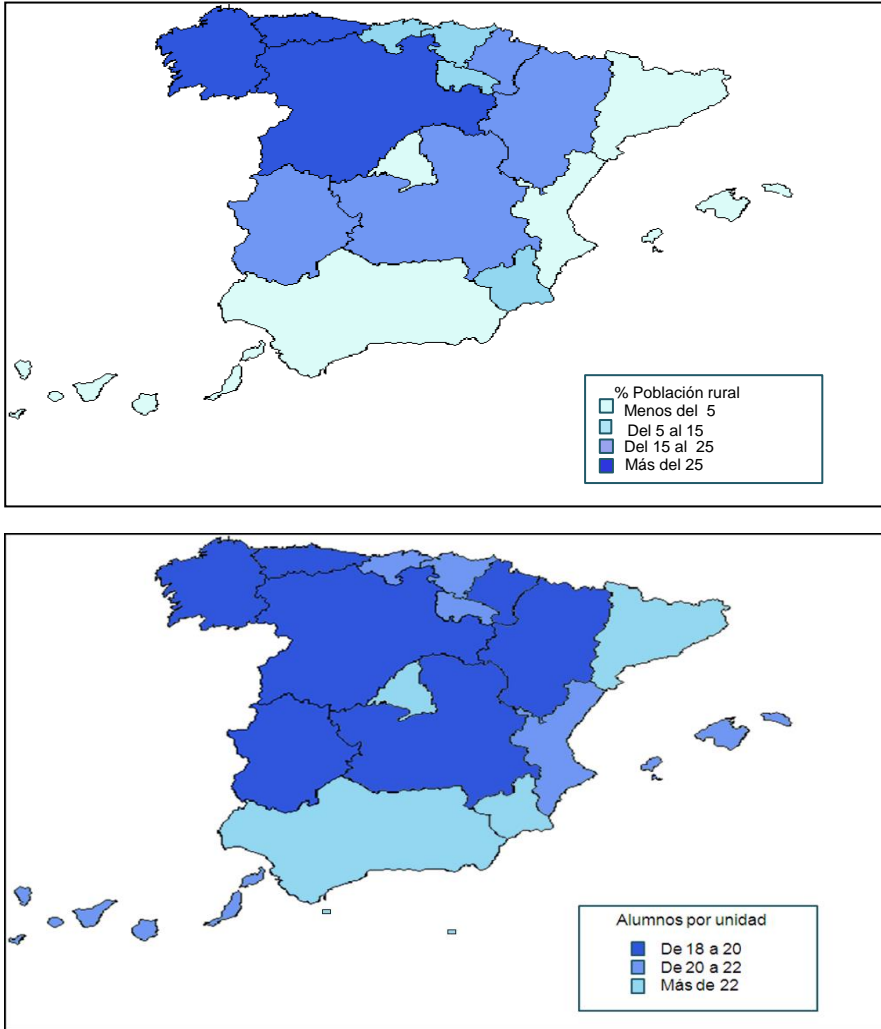 % Población rural
Menos del 5
Del 5 al 15
Del 15 al 25
Más del 25
Alumnos por unidad
De 18 a 20
De 20 a 22
Más de 22